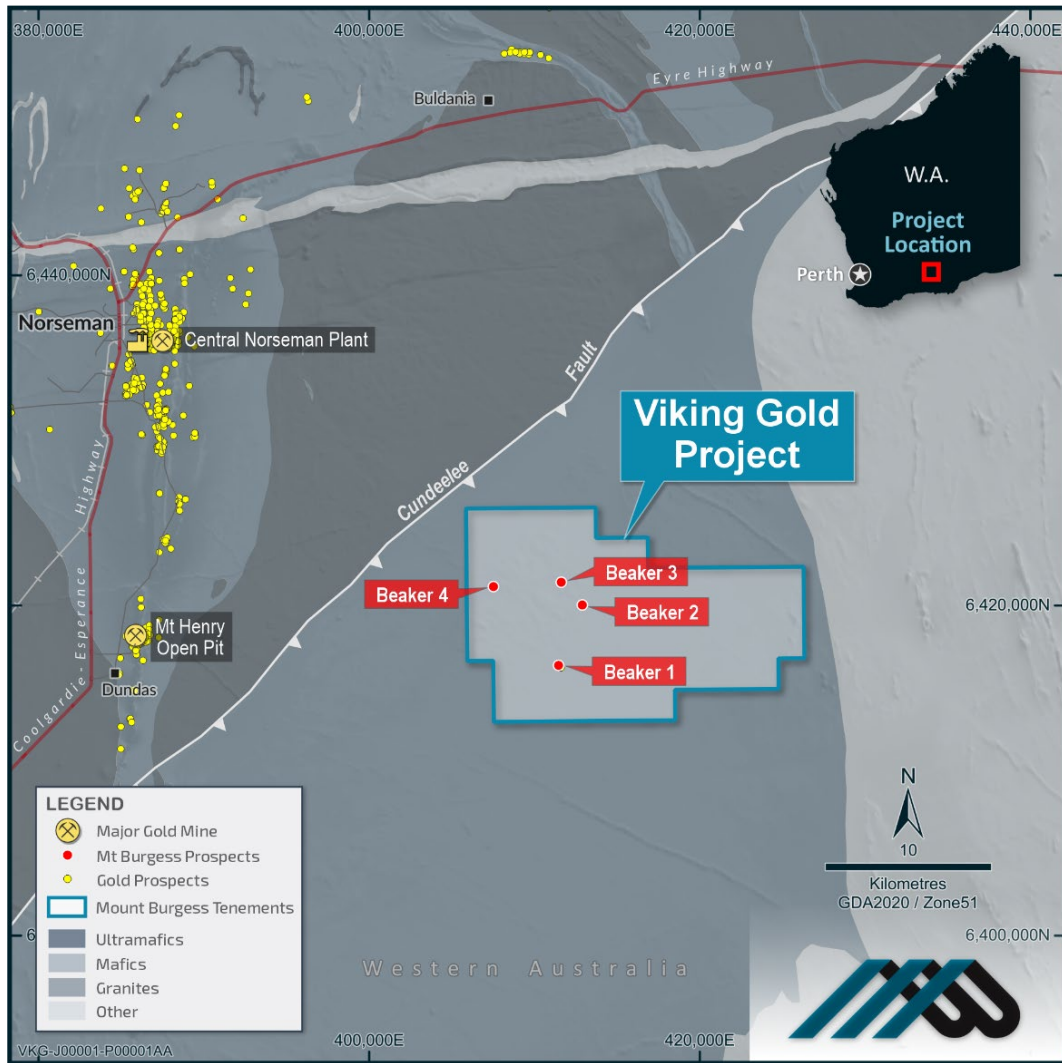 380,000E
400,000E
420,000E
440,000E
Eyre Highway
Buldania
W.A.
Project
Location
Perth
6,440,000N
Norseman
Central Norseman Plant
Fault
Cundeelee
Viking Gold
Project
Highway
Coolgardie - Esperance
Beaker 3
Beaker 4
Beaker 2
6,420,000N
Mt Henry
Open Pit
Beaker 1
Dundas
N
10
Kilometres
GDA2020 / Zone51
LEGEND
Major Gold Mine
Mt Burgess Prospects
Gold Prospects
Mount Burgess Tenements
Ultramafics
Mafics
Granites
Other
6,400,000N
Western Australia
VKG-J00001-P00001AA
400,000E
420,000E